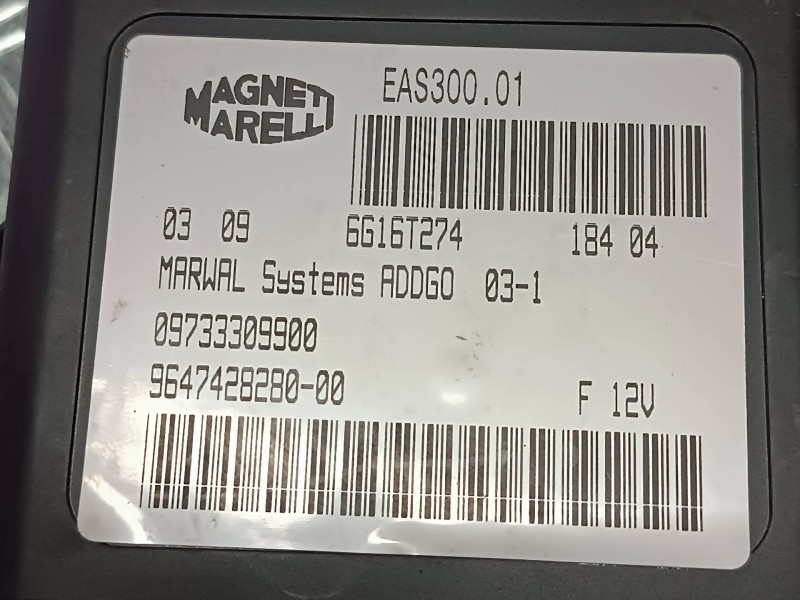 MAGNETI
MARELLI
EAS300.01
03 09 6G16T274 184 04
MARWAL Systems ADDGO 03-1
09733309900
9647428280-00
F 12V